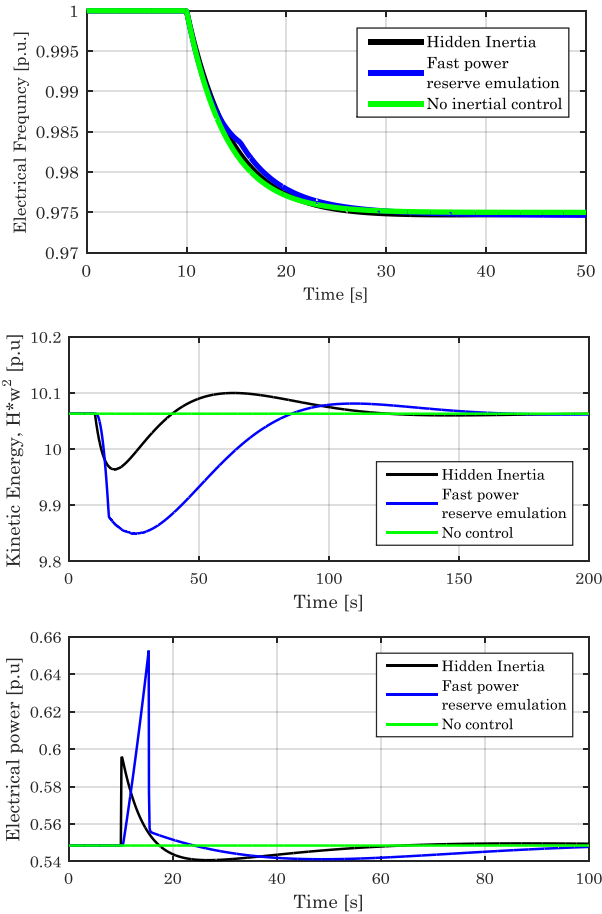 1
0.995
0.99
0.985
0.98
0.975
0.97
Electrical Frequncy [p.u.]
Hidden Inertia
Fast power
reserve emulation
No inertial control
0 10 20 30 40 50
Time [s]
10.2
10.1
10
9.9
9.8
Kinetic Energy, H*w2 [p.u]
Hidden Inertia
Fast power
reserve emulation
No control
0 50 100 150 200
Time [s]
0.66
0.64
0.62
0.6
0.58
0.56
0.54
Electrical power [p.u]
Hidden Inertia
Fast power
reserve emulation
No control
0 20 40 60 80 100
Time [s]